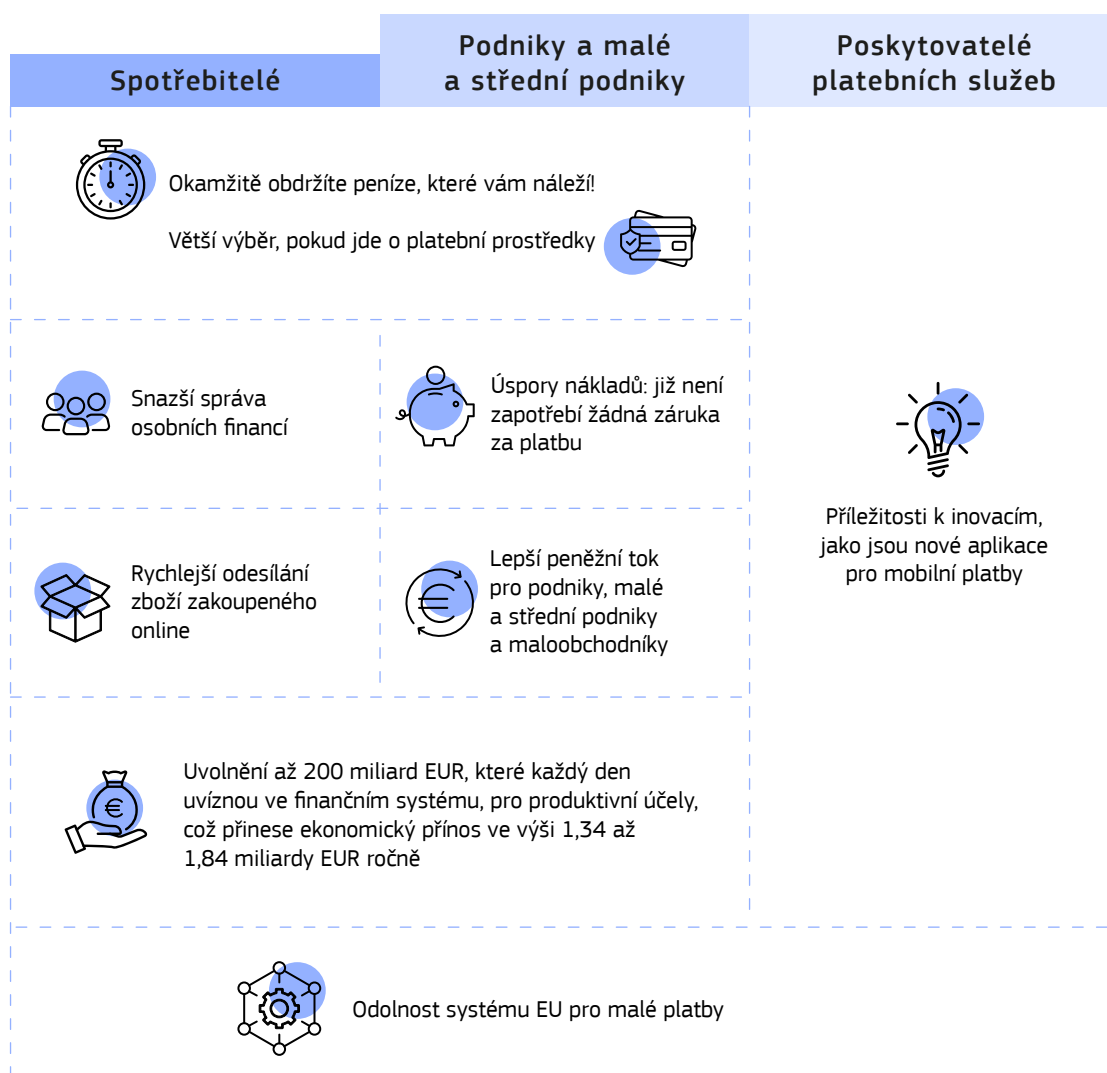 Spotřebitelé
Podniky a malé
a střední podniky
Poskytovatelé
platebních služeb
Okamžitě obdržíte peníze, které vám náleží!
Větší výběr, pokud jde o platební prostředky
Snazší správa
osobních financí
Úspory nákladů: již není
zapotřebí žádná záruka
za platbu
Rychlejší odesílání
zboží zakoupeného
online
Lepší peněžní tok
pro podniky, malé
a střední podniky
a maloobchodníky
Příležitosti k inovacím,
jako jsou nové aplikace
pro mobilní platby
Uvolnění až 200 miliard EUR, které každý den
uvíznou ve finančním systému, pro produktivní účely,
což přinese ekonomický přínos ve výši 1,34 až
1,84 miliardy EUR ročně
Odolnost systému EU pro malé platby